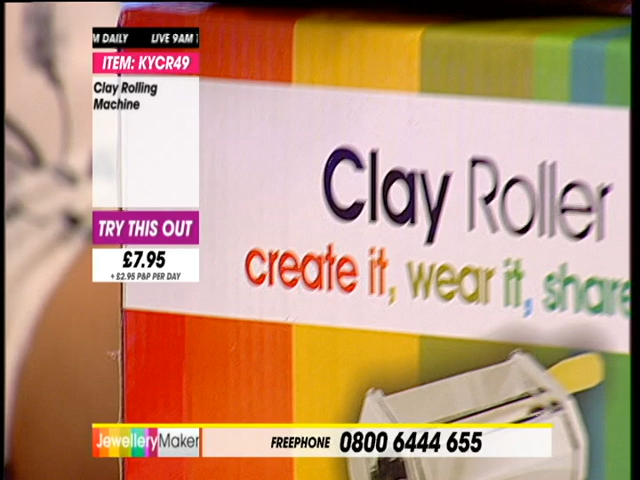 M DAILY LIVE 9AM
ITEM: KYCR49
Clay Rolling
Machine
TRY THIS OUT
£7.95
+ £2.95 P&P PER DAY
Clay Roller
create it, wear it, share
JewelleryMaker
FREEPHONE 0800 6444 655